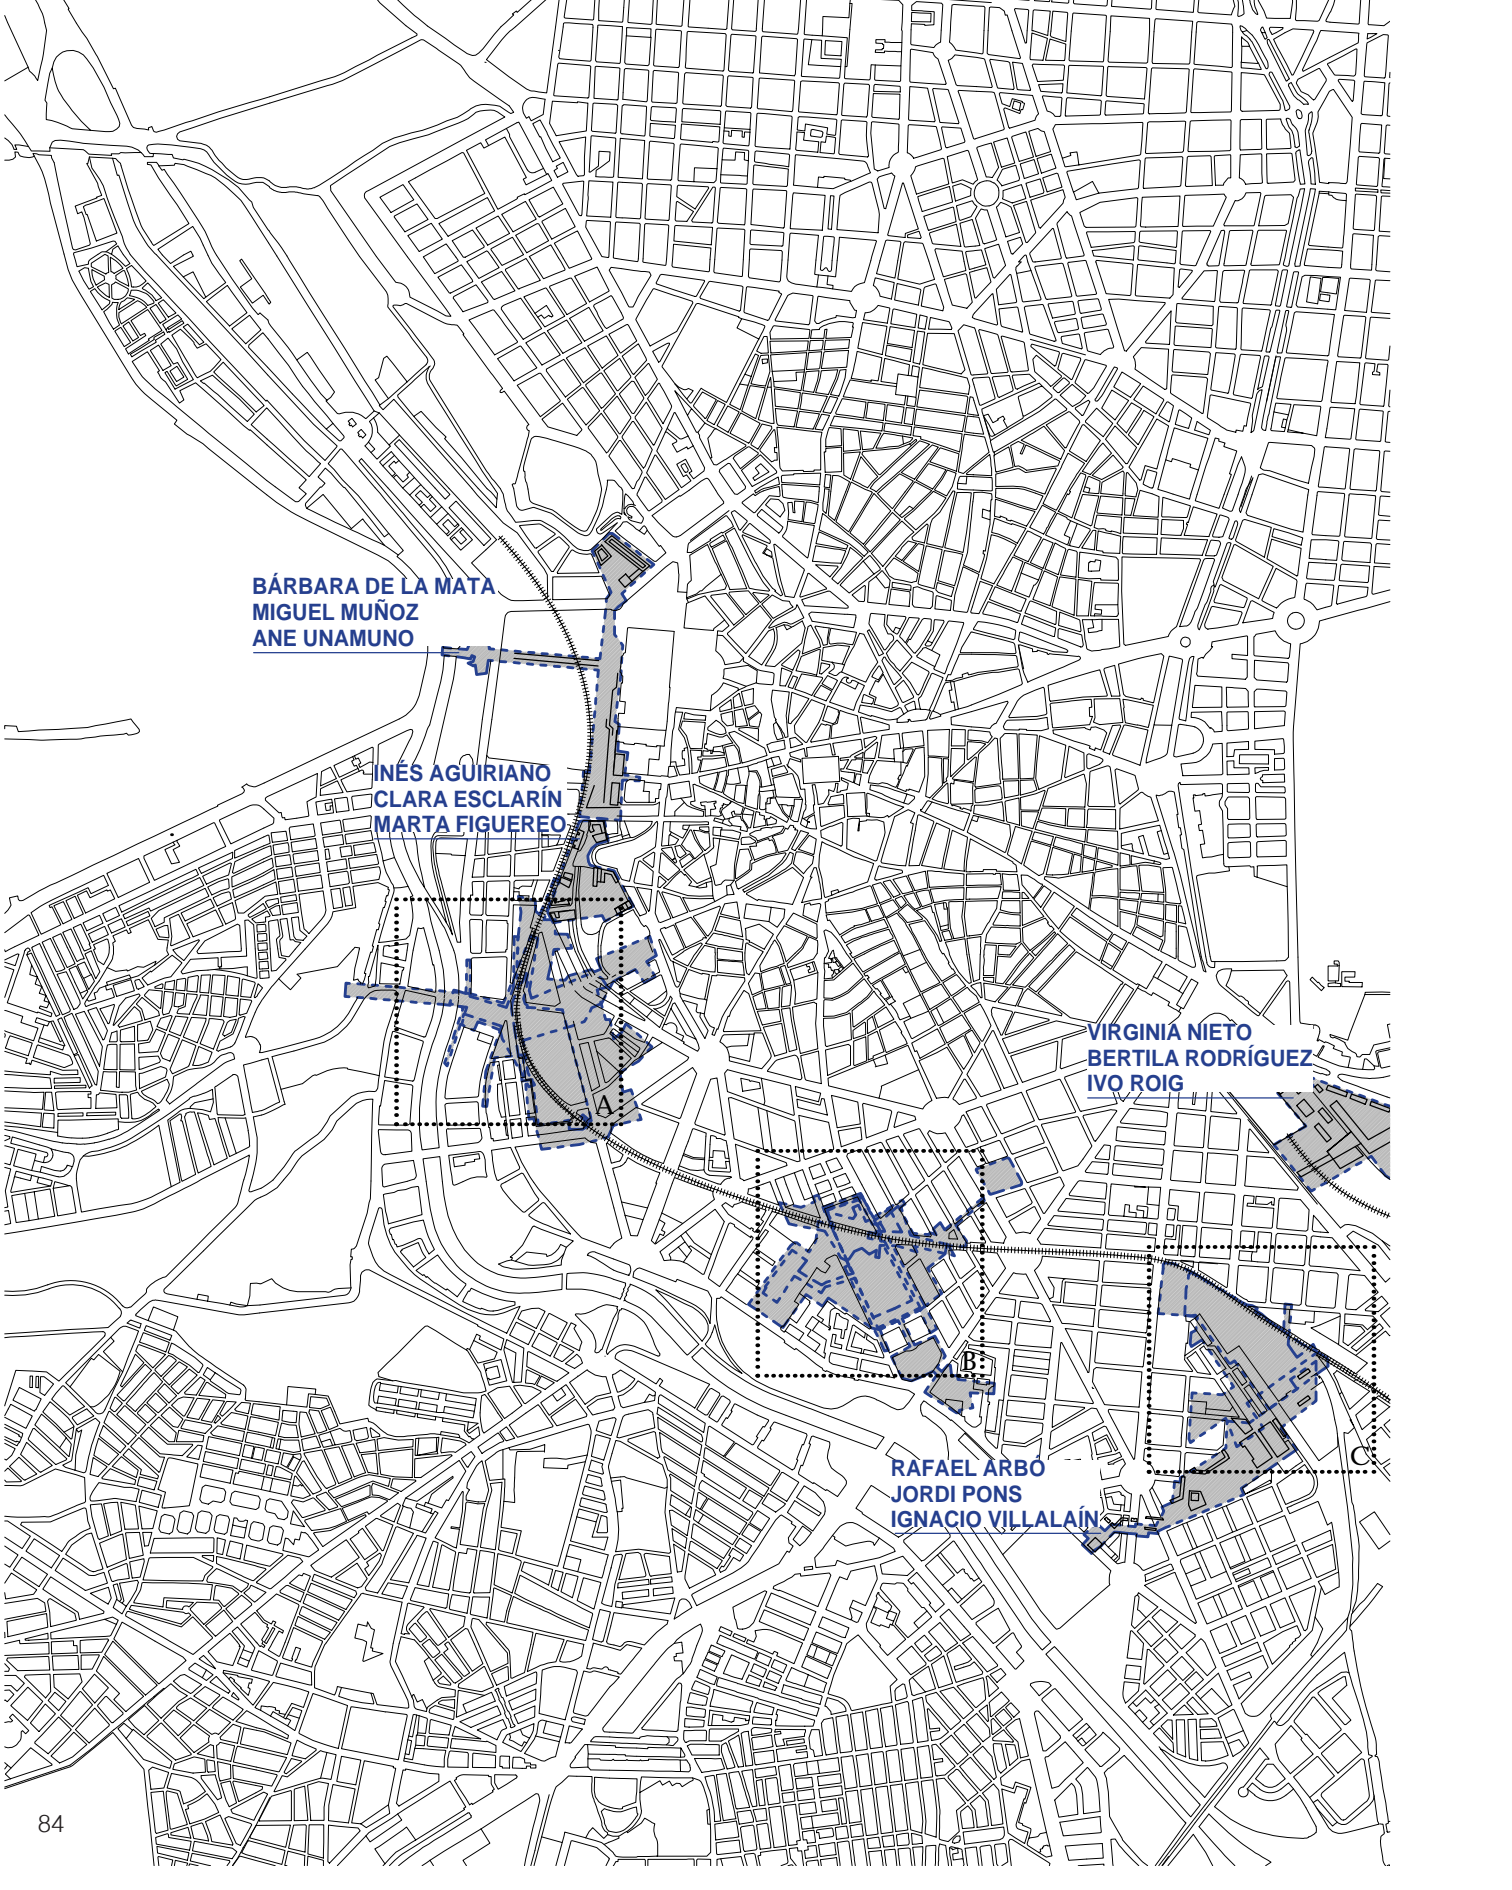 BÁRBARA DE LA MATA
MIGUEL MUÑOZ
ANE UNAMUNO
INÉS AGUIRIANO
CLARA ESCLARÍN
MARTA FIGUEREO
VIRGINIA NIETO
BERTILA RODRÍGUEZ
IVO ROIG
A
B
C
RAFAEL ARBÓ
JORDI PONS
IGNACIO VILLALAÍN
84